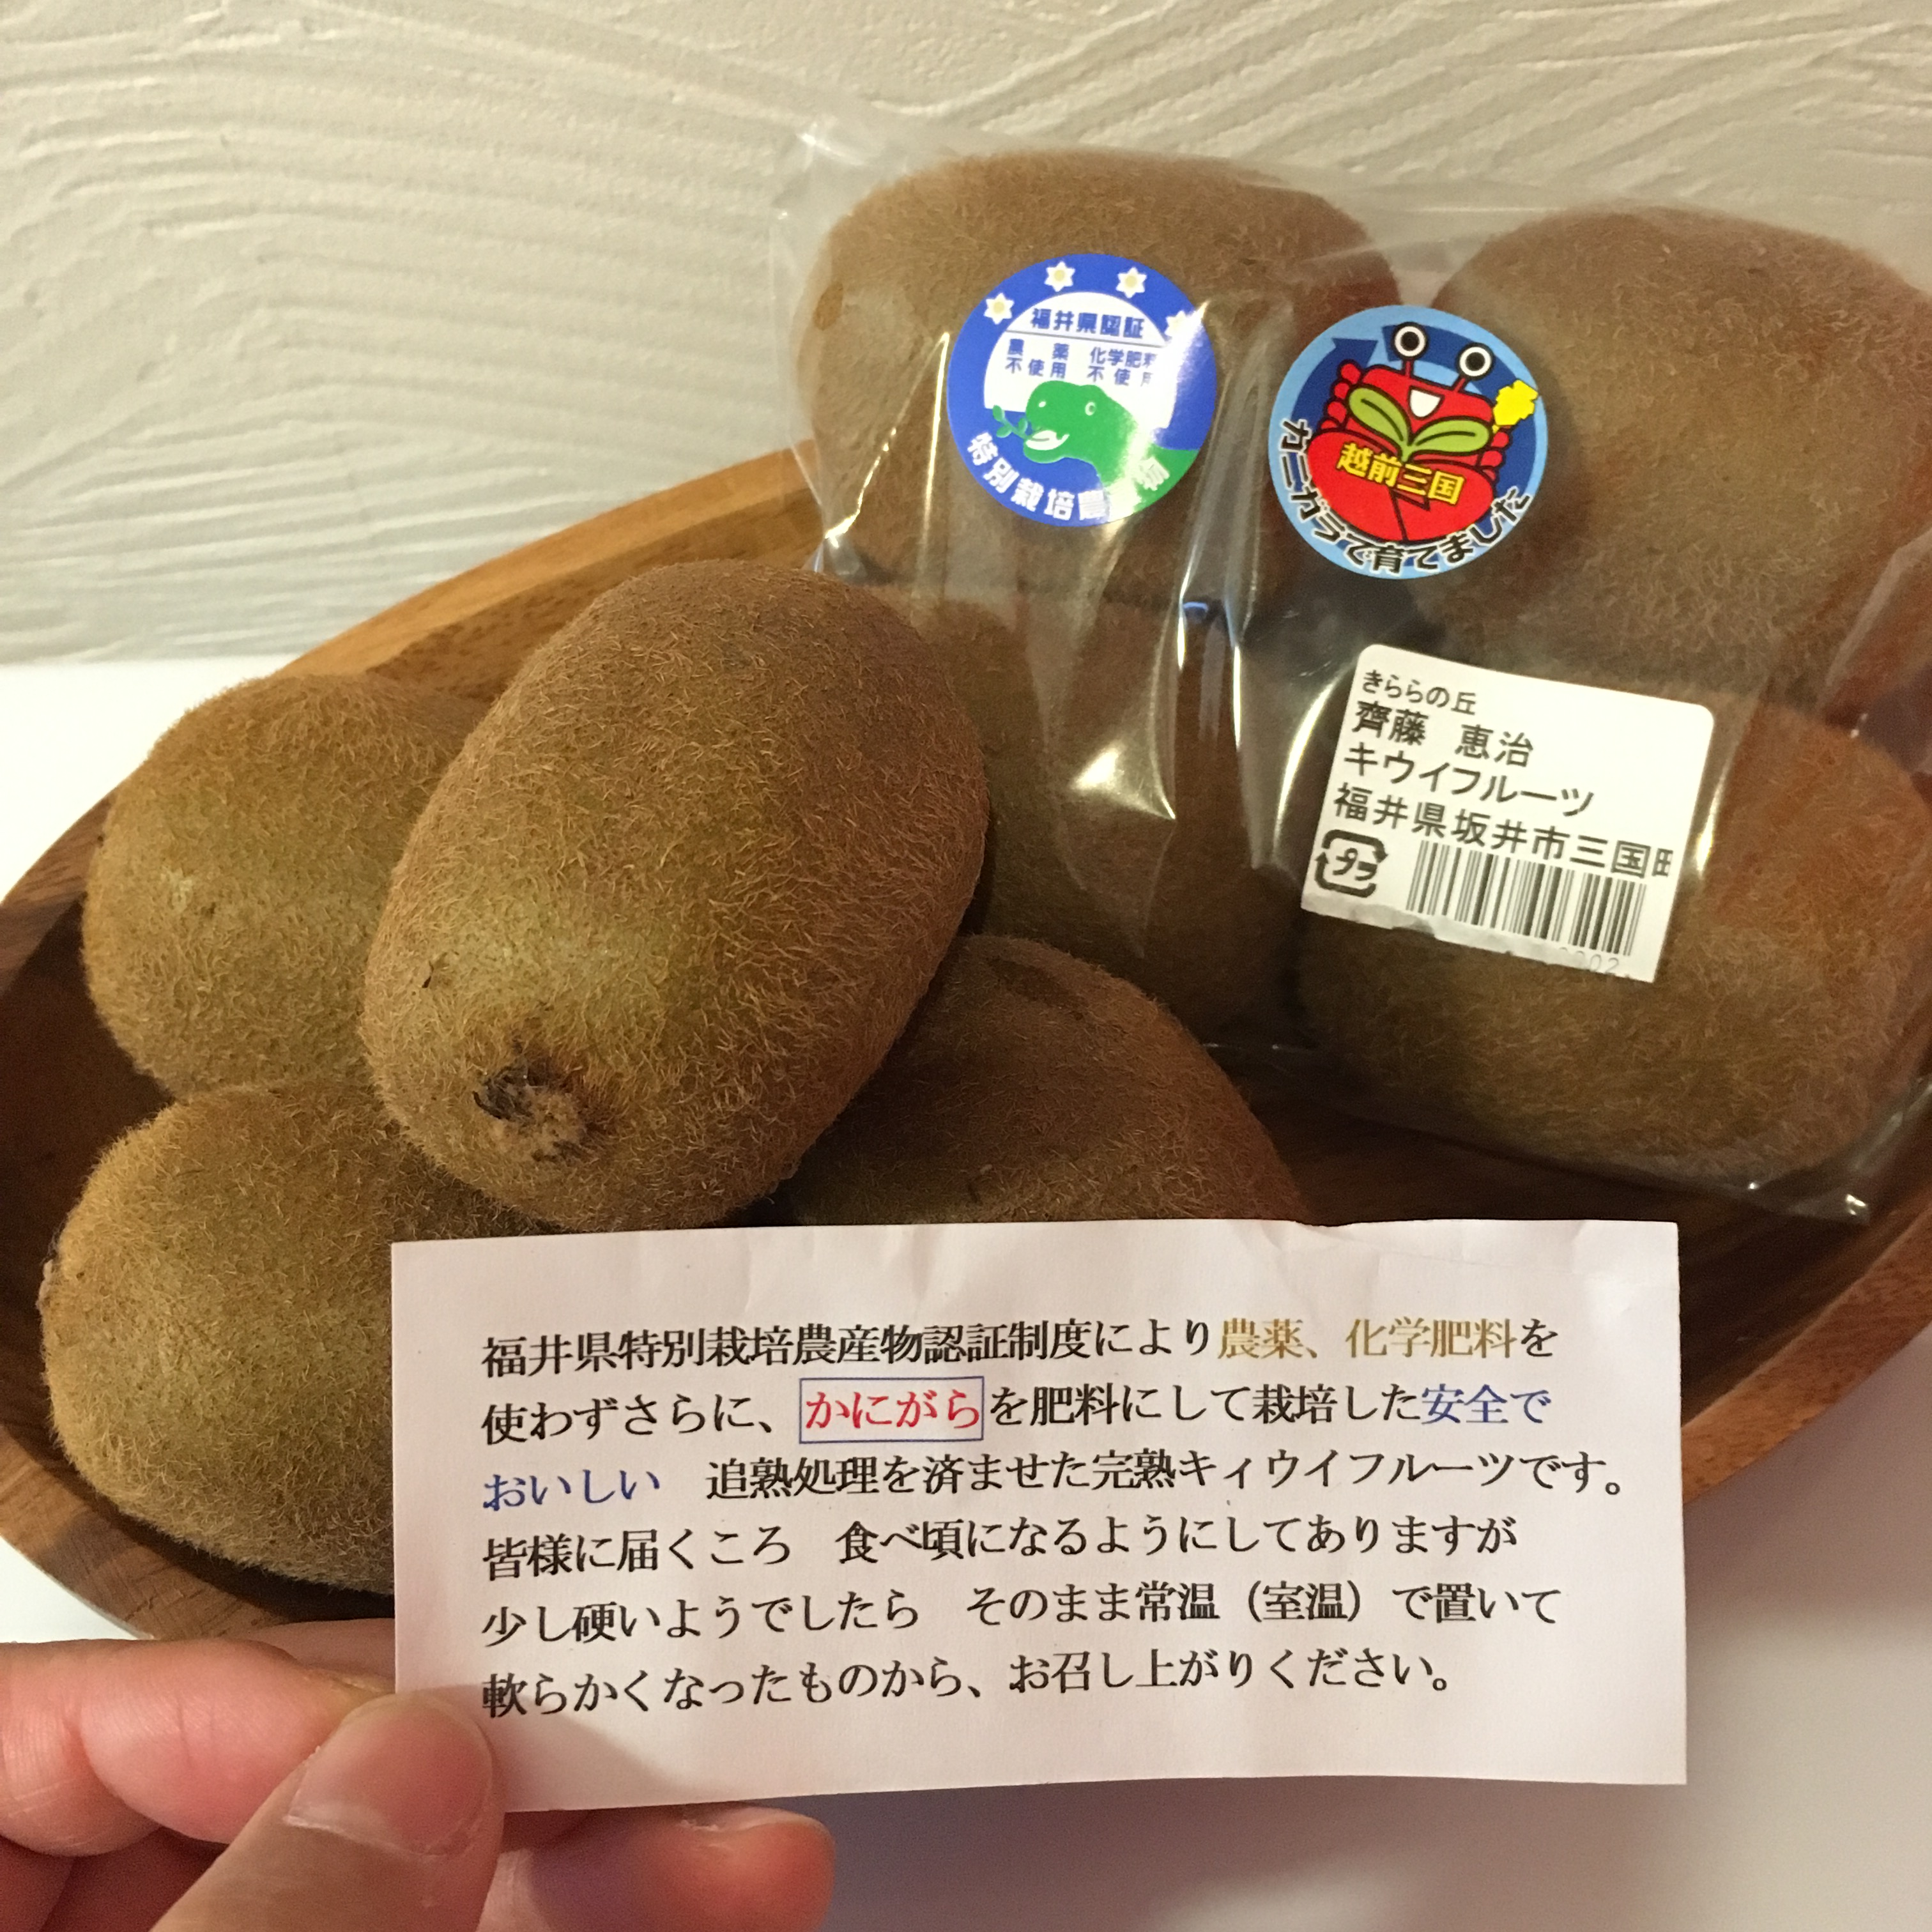 福井県認証
農薬 化学肥料
不使用 不使用
特別栽培農産物
越前三国
カニガラで育てました
きららの丘
齊藤 恵治
キウイフルーツ
福井県坂井市三国
プラ
福井県特別栽培農産物認証制度により農薬、化学肥料を
使わずさらに、かにがらを肥料にして栽培した安全で
おいしい 追熟処理を済ませた完熟キィウイフルーツです。
皆様に届くころ 食べ頃になるようにしてありますが
少し硬いようでしたら そのまま常温（室温）で置いて
軟らかくなったものから、お召し上がりください。